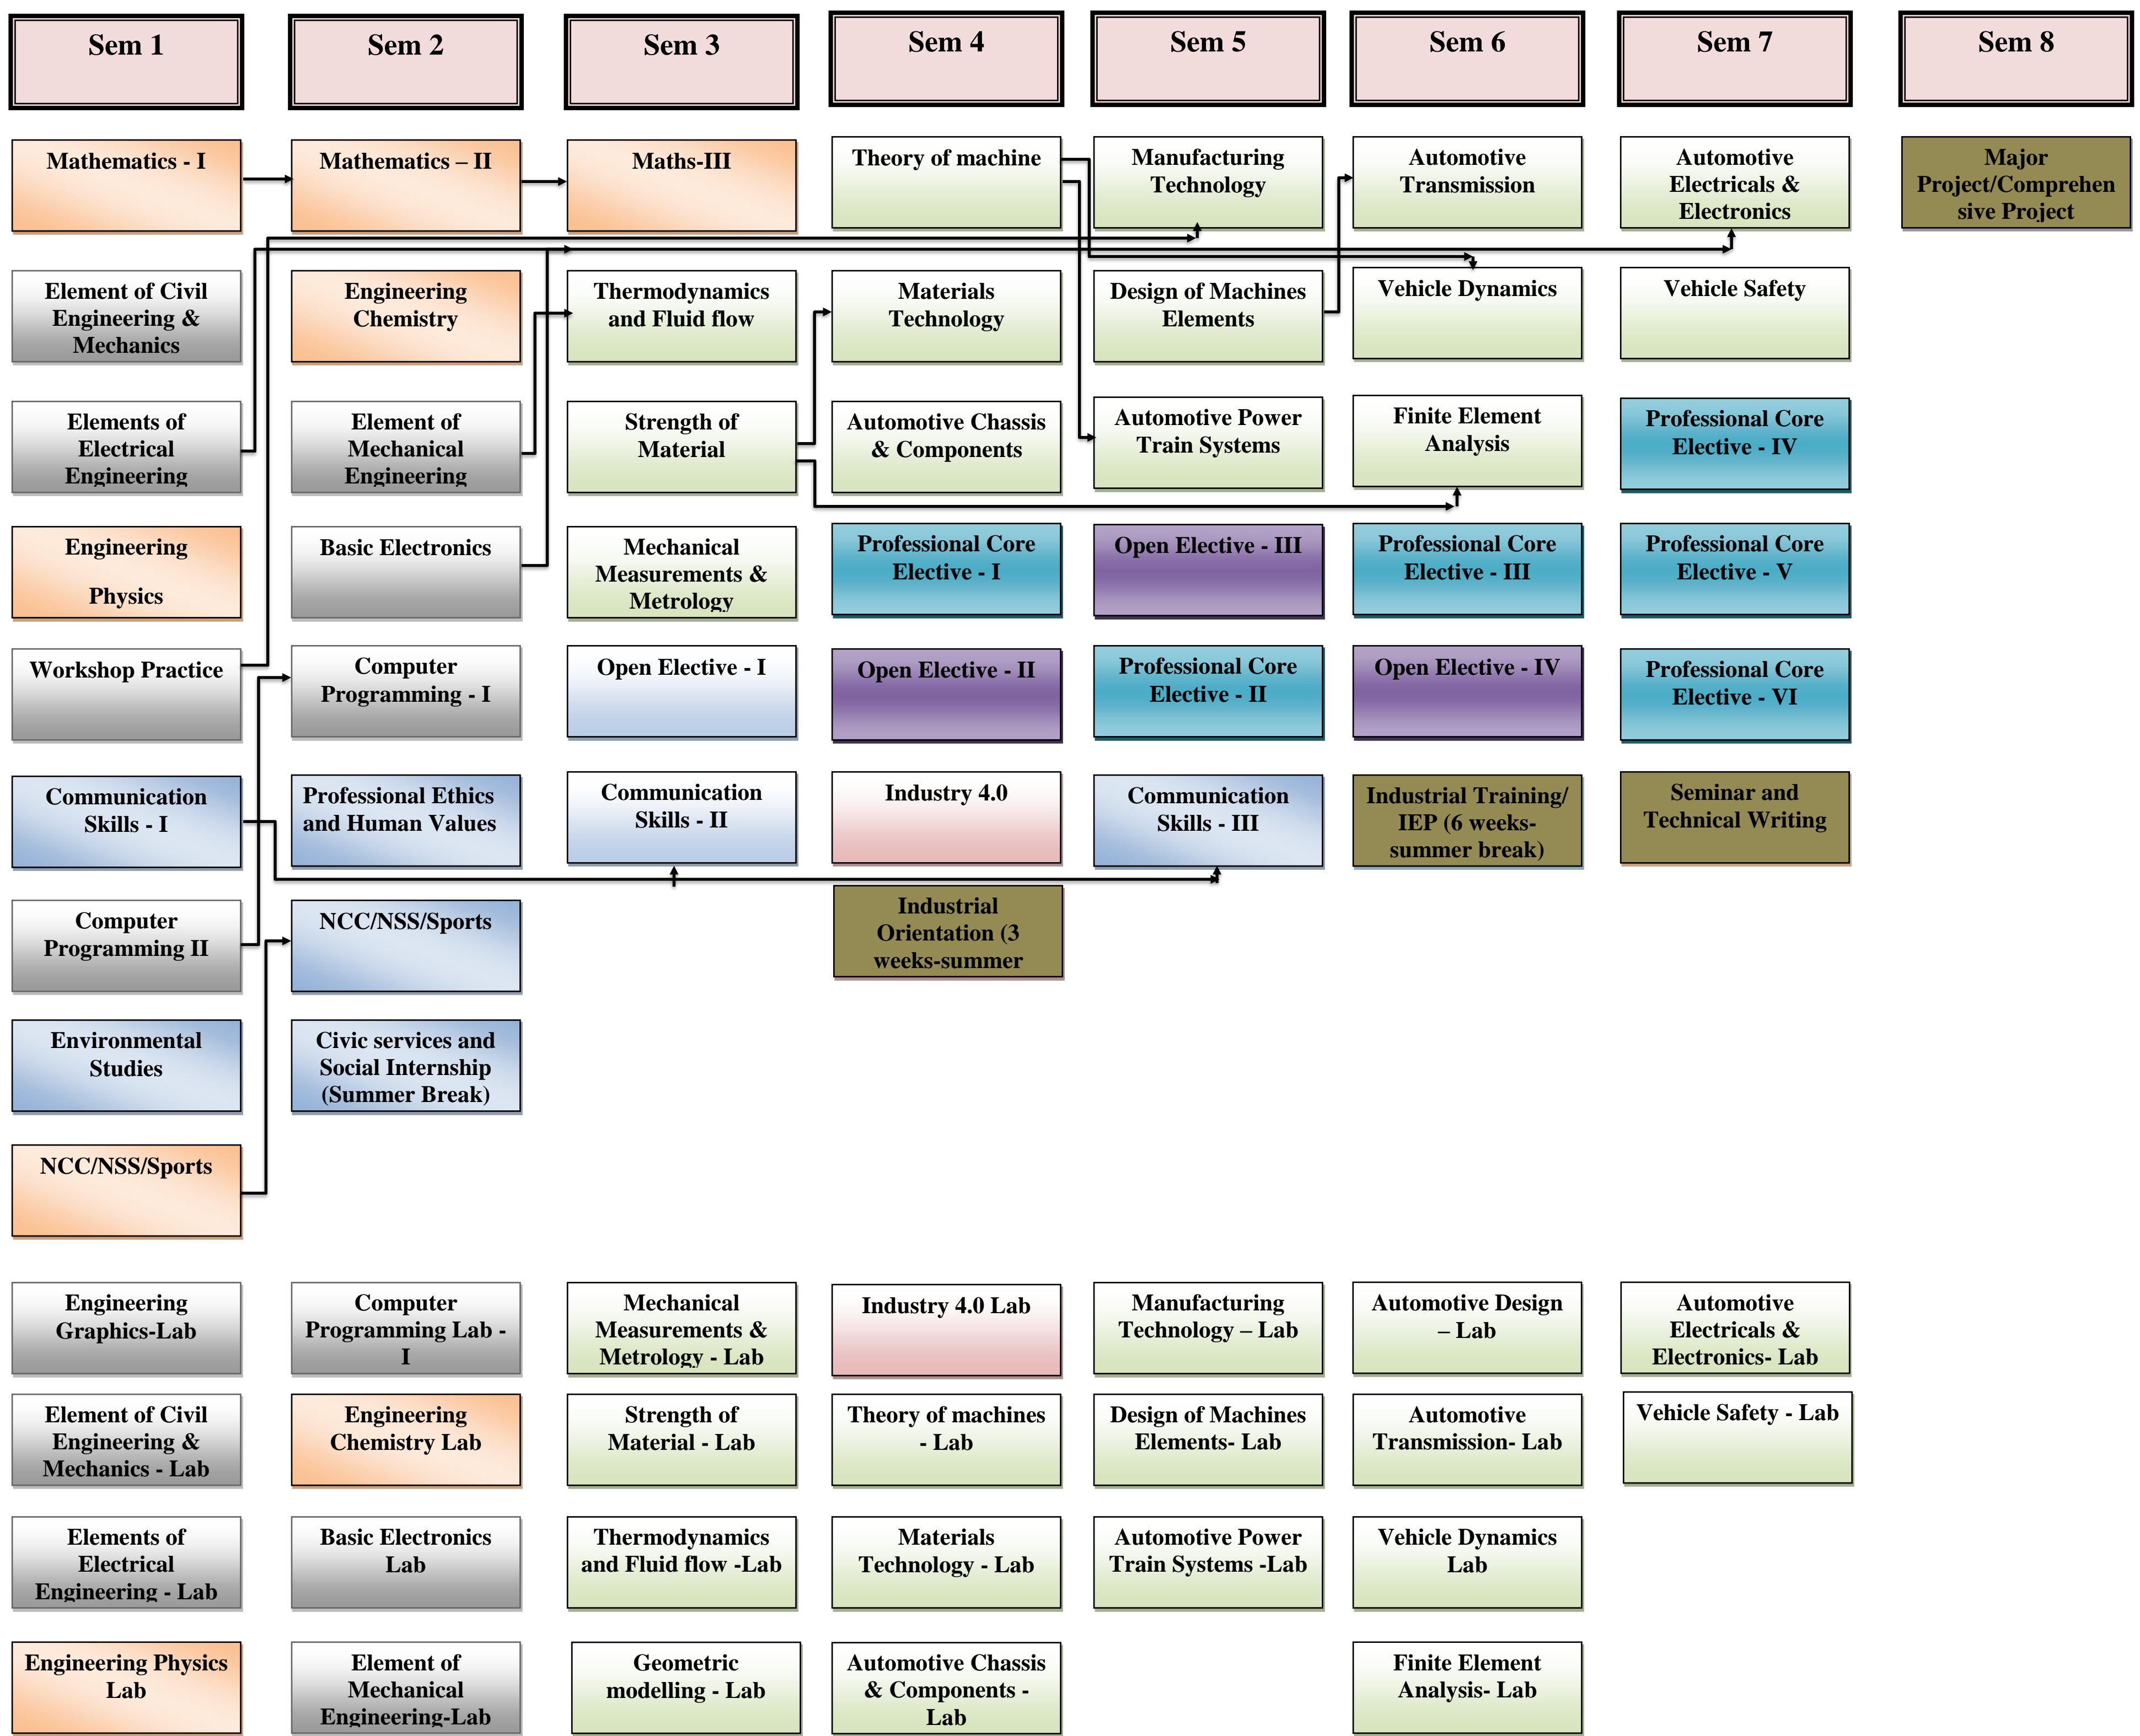 Sem 1
Sem 2
Sem 3
Sem 4
Sem 5
Sem 6
Sem 7
Sem 8
Mathematics - I
Mathematics – II
Maths-III
Theory of machine
Manufacturing
Technology
Automotive
Transmission
Automotive
Electricals &
Electronics
Major
Project/Comprehen
sive Project
Element of Civil
Engineering &
Mechanics
Engineering
Chemistry
Thermodynamics
and Fluid flow
Materials
Technology
Design of Machines
Elements
Vehicle Dynamics
Vehicle Safety
Elements of
Electrical
Engineering
Element of
Mechanical
Engineering
Strength of
Material
Automotive Chassis
& Components
Automotive Power
Train Systems
Finite Element
Analysis
Professional Core
Elective - IV
Engineering
Physics
Basic Electronics
Mechanical
Measurements &
Metrology
Professional Core
Elective - I
Open Elective - III
Professional Core
Elective - III
Professional Core
Elective - V
Workshop Practice
Computer
Programming - I
Open Elective - I
Open Elective - II
Professional Core
Elective - II
Open Elective - IV
Professional Core
Elective - VI
Communication
Skills - I
Professional Ethics
and Human Values
Communication
Skills - II
Industry 4.0
Communication
Skills - III
Industrial Training/
IEP (6 weeks-
summer break)
Seminar and
Technical Writing
Computer
Programming II
NCC/NSS/Sports
Industrial
Orientation (3
weeks-summer
Environmental
Studies
Civic services and
Social Internship
(Summer Break)
NCC/NSS/Sports
Engineering
Graphics-Lab
Computer
Programming Lab -
I
Mechanical
Measurements &
Metrology - Lab
Industry 4.0 Lab
Manufacturing
Technology – Lab
Automotive Design
– Lab
Automotive
Electricals &
Electronics- Lab
Element of Civil
Engineering &
Mechanics - Lab
Engineering
Chemistry Lab
Strength of
Material - Lab
Theory of machines
- Lab
Design of Machines
Elements- Lab
Automotive
Transmission- Lab
Vehicle Safety - Lab
Elements of
Electrical
Engineering - Lab
Basic Electronics
Lab
Thermodynamics
and Fluid flow -Lab
Materials
Technology - Lab
Automotive Power
Train Systems -Lab
Vehicle Dynamics
Lab
Engineering Physics
Lab
Element of
Mechanical
Engineering-Lab
Geometric
modelling - Lab
Automotive Chassis
& Components -
Lab
Finite Element
Analysis- Lab